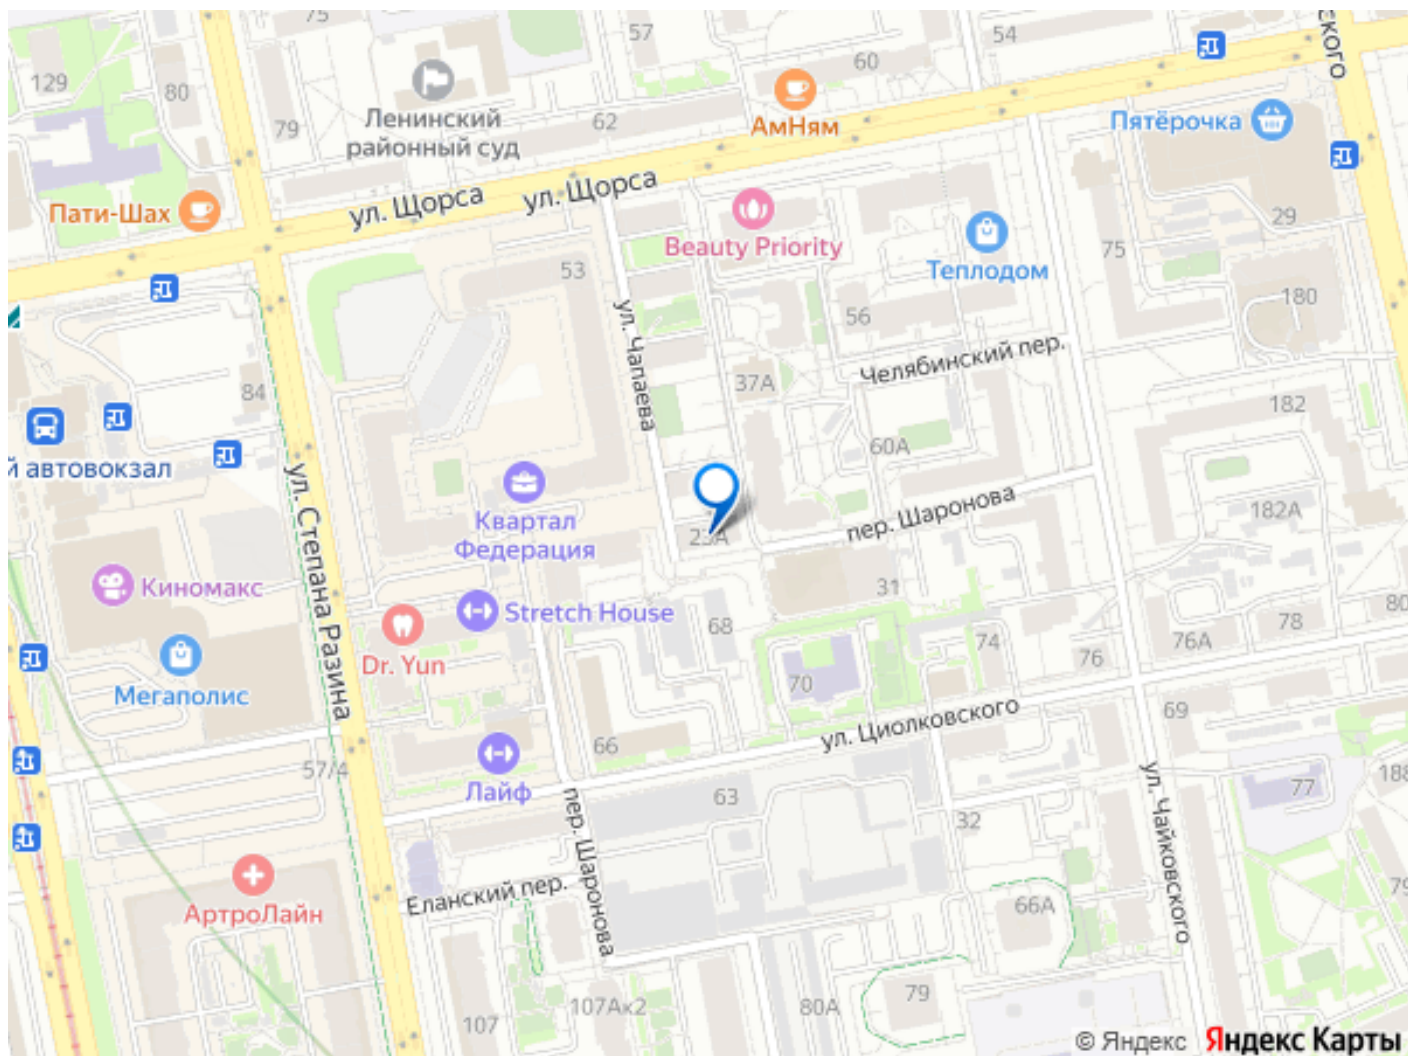 75
57
54
ского
129
80
60
Ленинский
районный суд
79
62
АмНям
Пятёрочка
Пати-Шах
ул. Щорса
ул. Щорса
Beauty Priority
29
Теплодом
75
53
180
ул. Чапаева
56
Челябинский пер.
84
37А
182
й автовокзал
60А
ул. Степана Разина
Квартал
Федерация
23А
пер. Шаронова
182А
Киномакс
31
Stretch House
68
Dr. Yun
74
76
76А
78
80
Мегаполис
70
69
ул. Циолковского
66
57/4
Лайф
63
пер. Шаронова
32
ул. Чайковского
77
188
Еланский пер.
АртроЛайн
66А
79
107
107Ак2
80А
79
© Яндекс Яндекс Карты